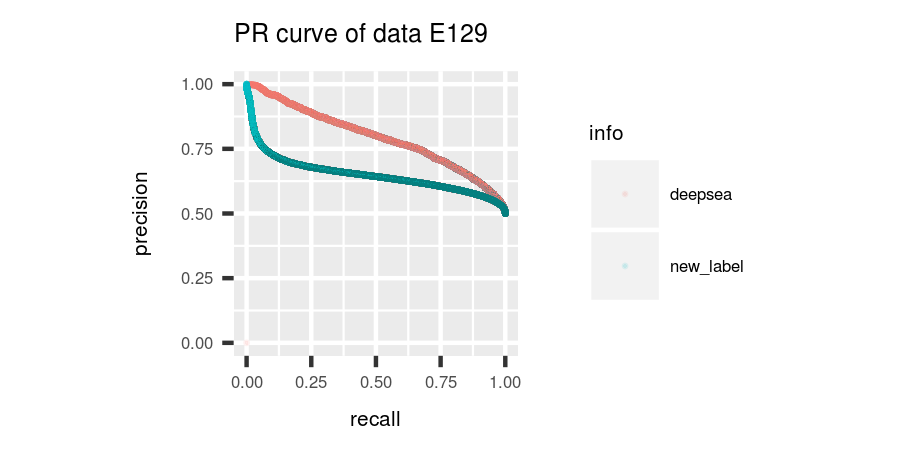 PR curve of data E129
precision
1.00
0.75
0.50
0.25
0.00
0.00 0.25 0.50 0.75 1.00
recall
info
deepsea
new_label